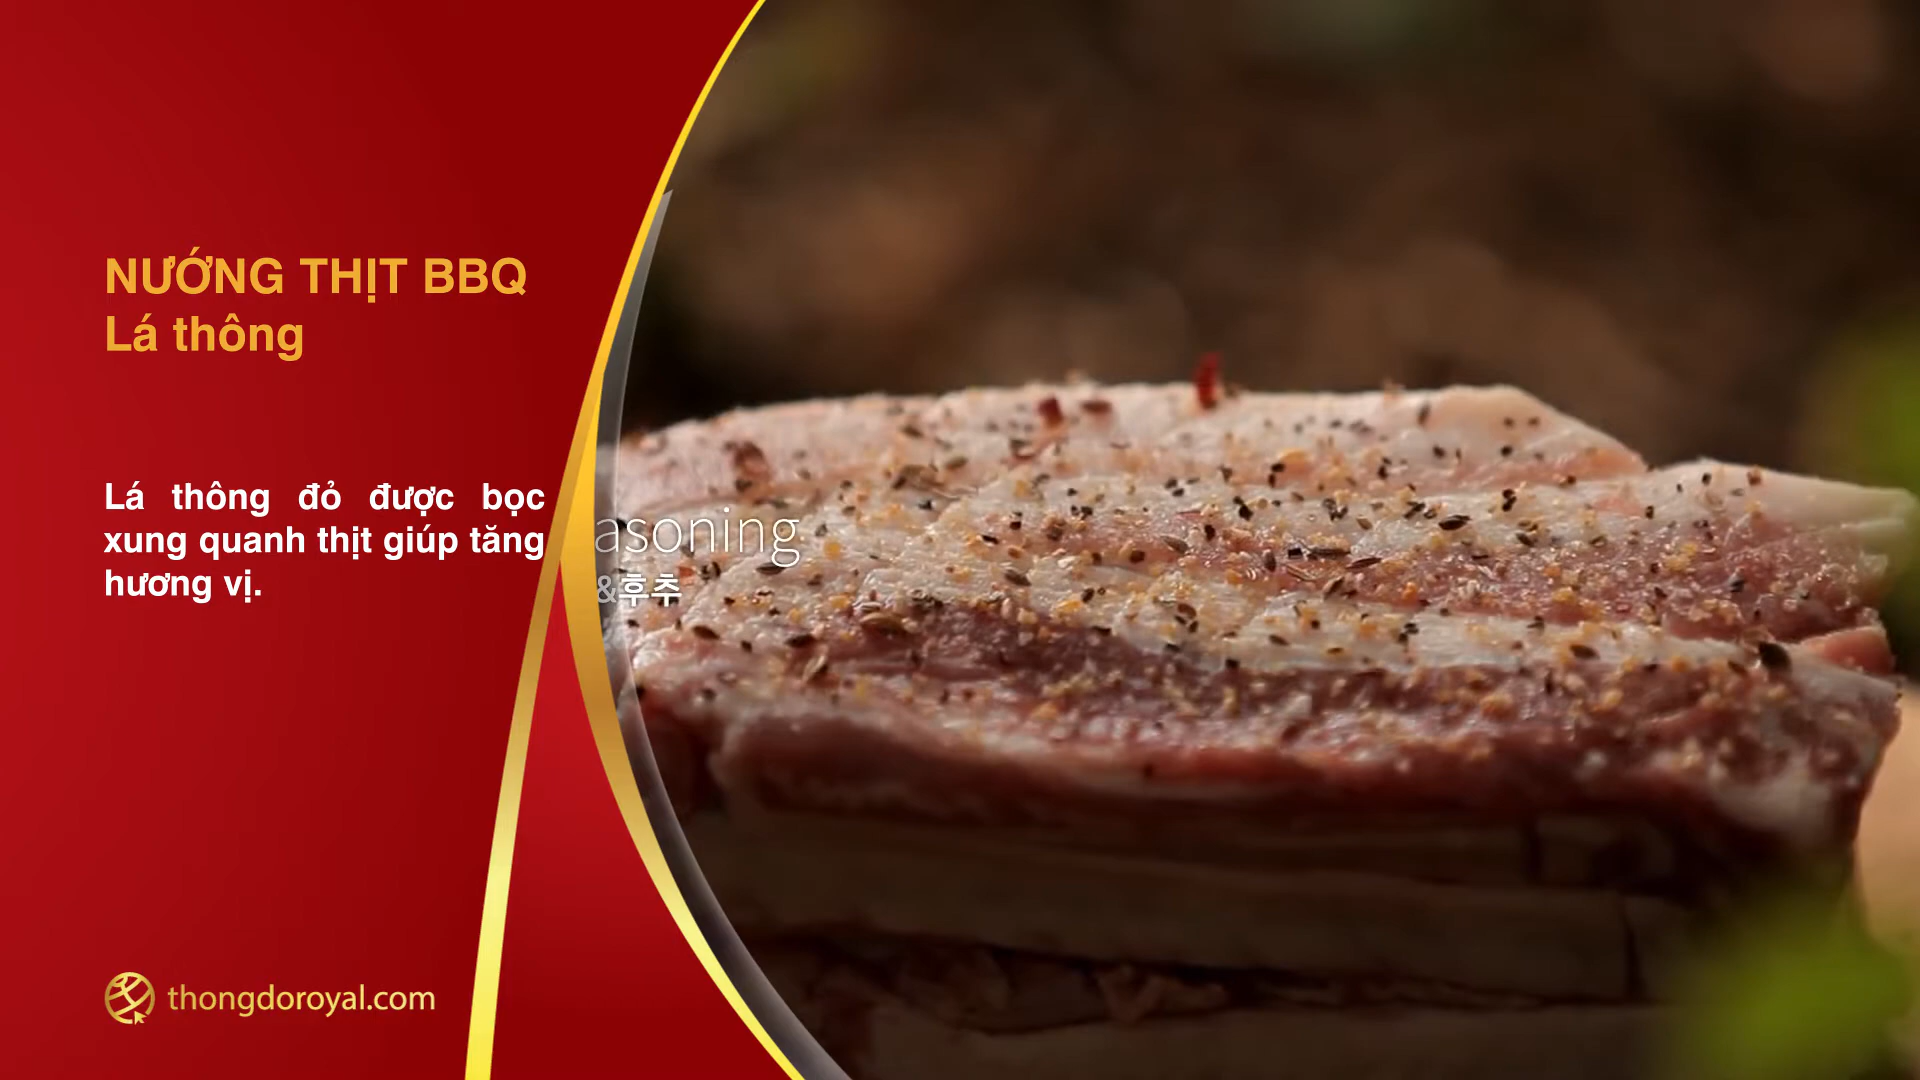 NƯỚNG THỊT BBQ
Lá thông
Lá thông đỏ được bọc
xung quanh thịt giúp tăng
hương vị.
asoning
&후추
thongdoroyal.com